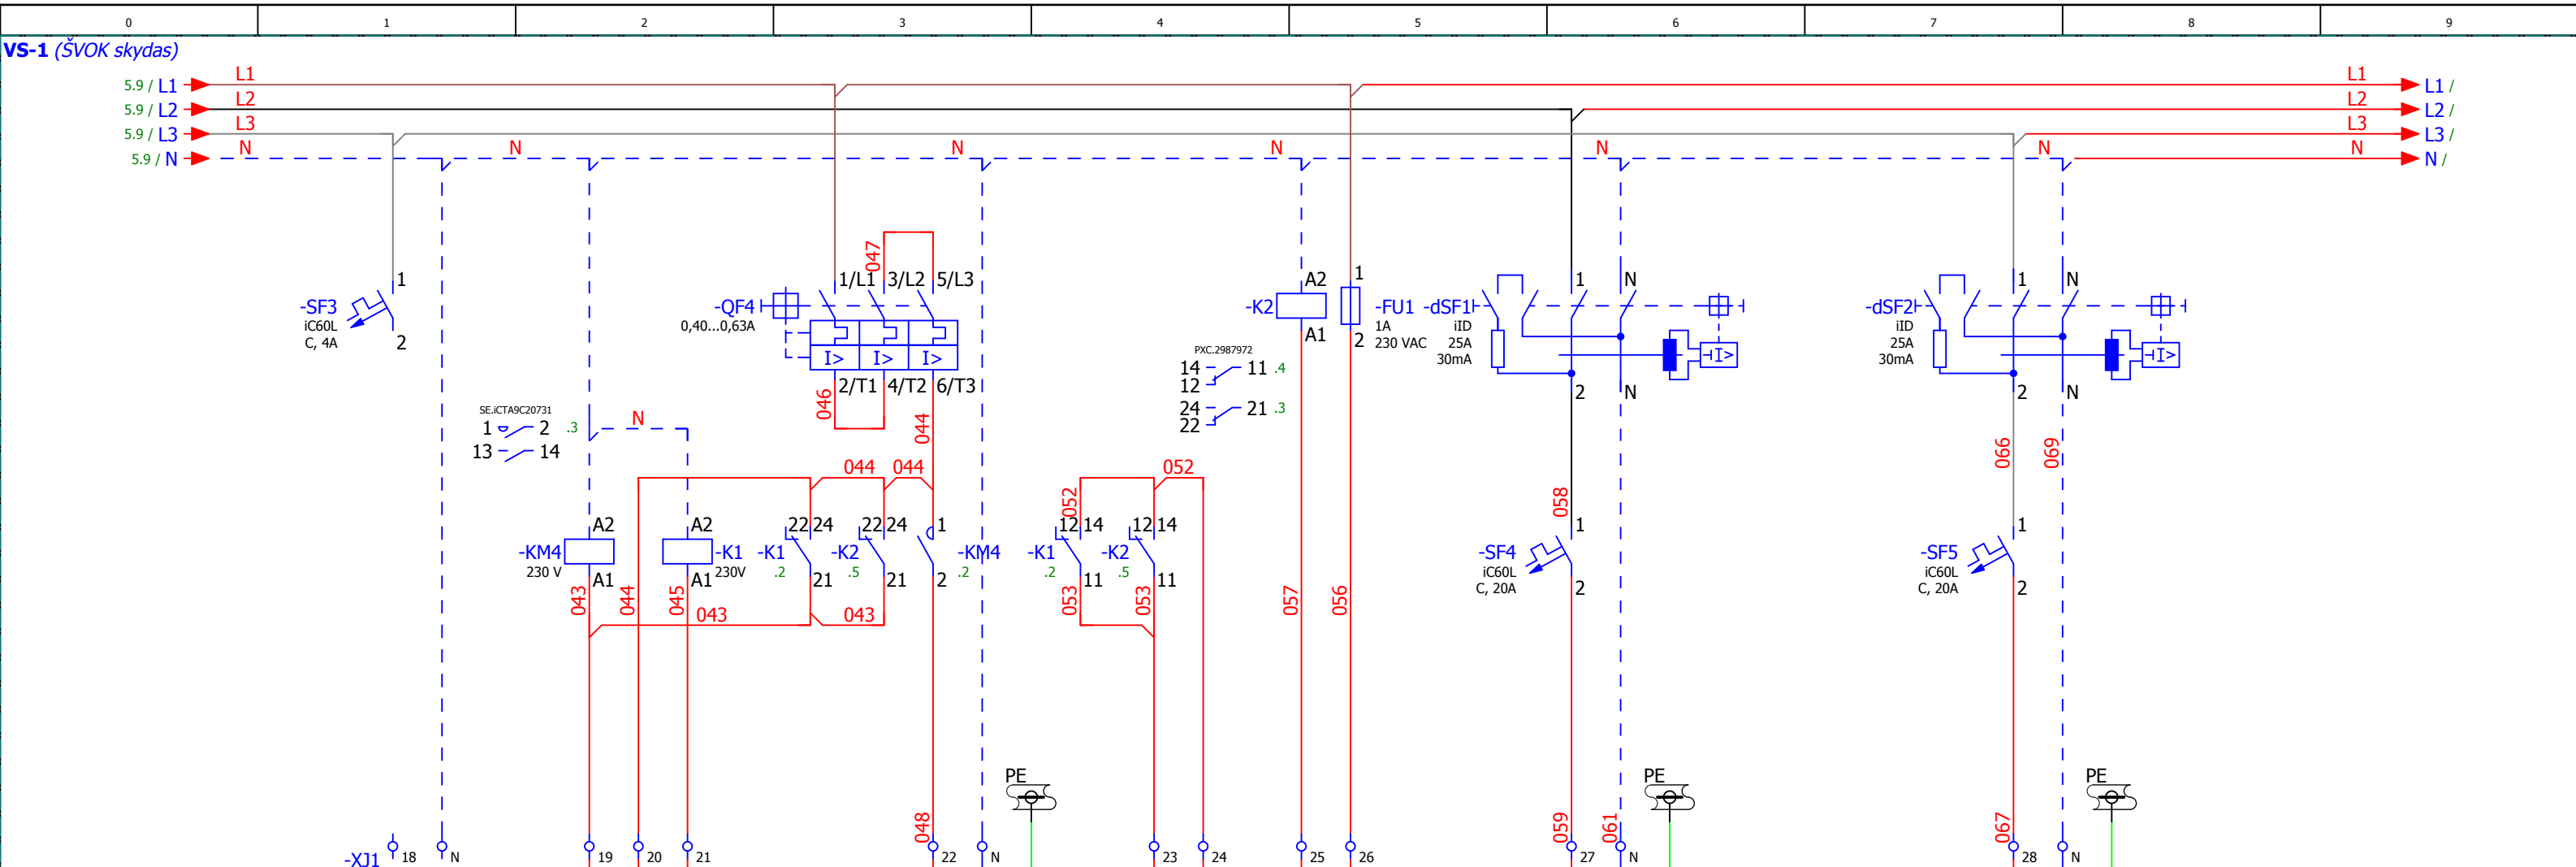 0 1 2 3 4 5 6 7 8 9
VS-1 (ŠVOK skydas)
5.9 / L1 L1 L1 L1 /
5.9 / L2 L2 L2 L2 /
5.9 / L3 L3 L3 L3 /
5.9 / N N N N N N N N N /
047
1 1/L1 3/L2 5/L3 A2 1 1 N 1 N
-SF3 -QF4 -K2 -FU1 -dSF1 -dSF2
iC60L 0,40...0,63A 1A iID iID
C, 4A 2 I> I> I> A1 2 230 VAC 25A 25A
30mA I> 30mA I>
PXC.2987972
14 11 .4
12
2/T1 4/T2 6/T3 2 N 2 N
046 044
24 21 .3
22
SE.iCTA9C20731
1 2 .3
13 14
N
066 069
044 044 052
052 058
A2 A2 22 24 22 24 1 12 14 12 14 1 1
-KM4 -K1 -K1 -K2 -KM4 -K1 -K2 -SF4 -SF5
230 V 230V .2 .5 .2 .2 .5 iC60L iC60L
A1 A1 21 21 2 11 11 C, 20A 2 C, 20A 2
043 044 045 053 053 057 056
043 043
PE PE PE
048 059 061 067
-XJ1 18 N 19 20 21 22 N 23 24 25 26 27 N 28 N